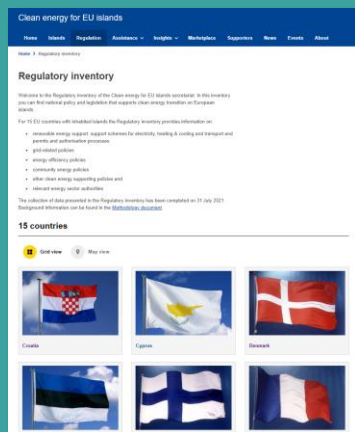 Clean energy for EU islands
Home Islands Regulation Assistance Insights Marketplace Supporters News Events About
Home > Regulatory inventory
Regulatory inventory
Welcome to the Regulatory inventory of the Clean energy for EU islands secretariat. In this inventory
you can find national policy and legislation that supports clean energy transition on European
islands.
For 15 EU countries with inhabited islands the Regulatory inventory provides information on:
• renewable energy support: support schemes for electricity, heating & cooling and transport and
permits and authorisation processes
• grid-related policies
• energy efficiency policies
• community energy policies
• other clean energy supporting policies and
• relevant energy sector authorities
The collection of data presented in the Regulatory inventory has been completed on 31 July 2021.
Background information can be found in the Methodology document
15 countries
Grid view Map view
Croatia Cyprus Denmark